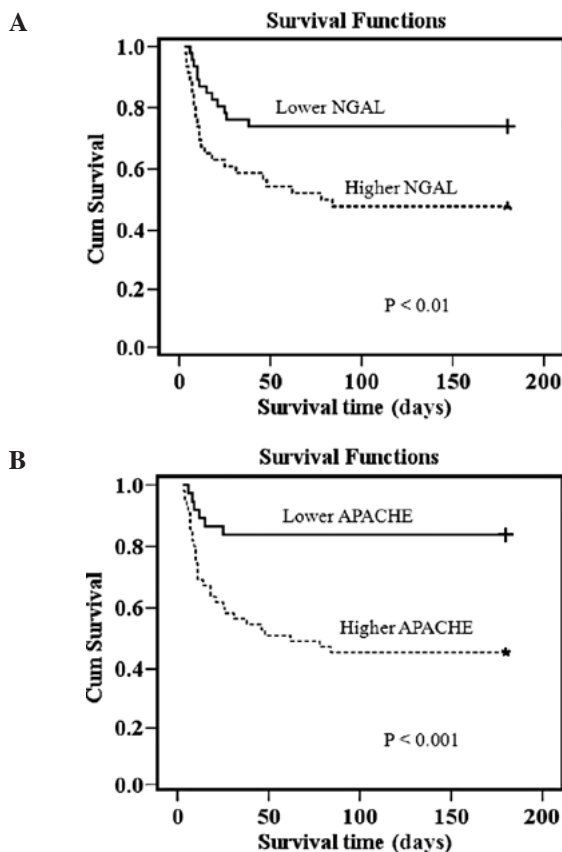 A
Survival Functions
1.0
0.8
0.6
0.4
0.2
0.0
Cum Survival
Lower NGAL
Higher NGAL
P < 0.01
0 50 100 150 200
Survival time (days)
B
Survival Functions
1.0
0.8
0.6
0.4
0.2
0.0
Cum Survival
Lower APACHE
Higher APACHE
P < 0.001
0 50 100 150 200
Survival time (days)